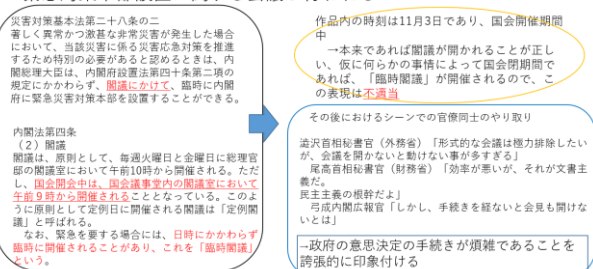 災害対策基本法第二十八条の二
著しく異常かつ激甚な非常災害が発生した場合
において、当該災害に係る災害応急対策を推進
するため特別の必要があると認めるときは、内
閣総理大臣は、内閣府設置法第四十条第二項の
規定にかかわらず、閣議にかけて、臨時に内閣
府に緊急災害対策本部を設置することができる。
内閣法第四条
(2)閣議
閣議は、原則として、毎週火曜日と金曜日に総理官
邸の閣議室において午前10時から開催される。ただ
し、国会開会中は、国会議事堂内の閣議室において
午前9時から開催されることとなっている。このよ
うに原則として定例日に開催される閣議は「定例閣
議」と呼ばれる。
なお、緊急を要する場合には、日時にかかわらず
臨時に開催されることがあり、これを「臨時閣議」
という。
作品内の時刻は11月3日であり、国会開催期間
中
→本来であれば閣議が開かれることが正し
い、仮に何らかの事情によって国会閉期中で
あれば、「臨時閣議」が開催されるので、こ
の表現は不適当
その後におけるシーンでの官僚同士のやり取り
澁沢首相秘書官(外務省)「形式的な会議は極力排除したい
が、会議を開かないと動けない事が多すぎる」
尾高首相秘書官(財務省)「効率が悪いが、それが文書主
義だ。
民主主義の根幹だよ」
弓成内閣広報官「しかし、手続きを経ないと会見も開けな
いとは」
→政府の意思決定の手続きが煩雑であることを
誇張的に印象付ける